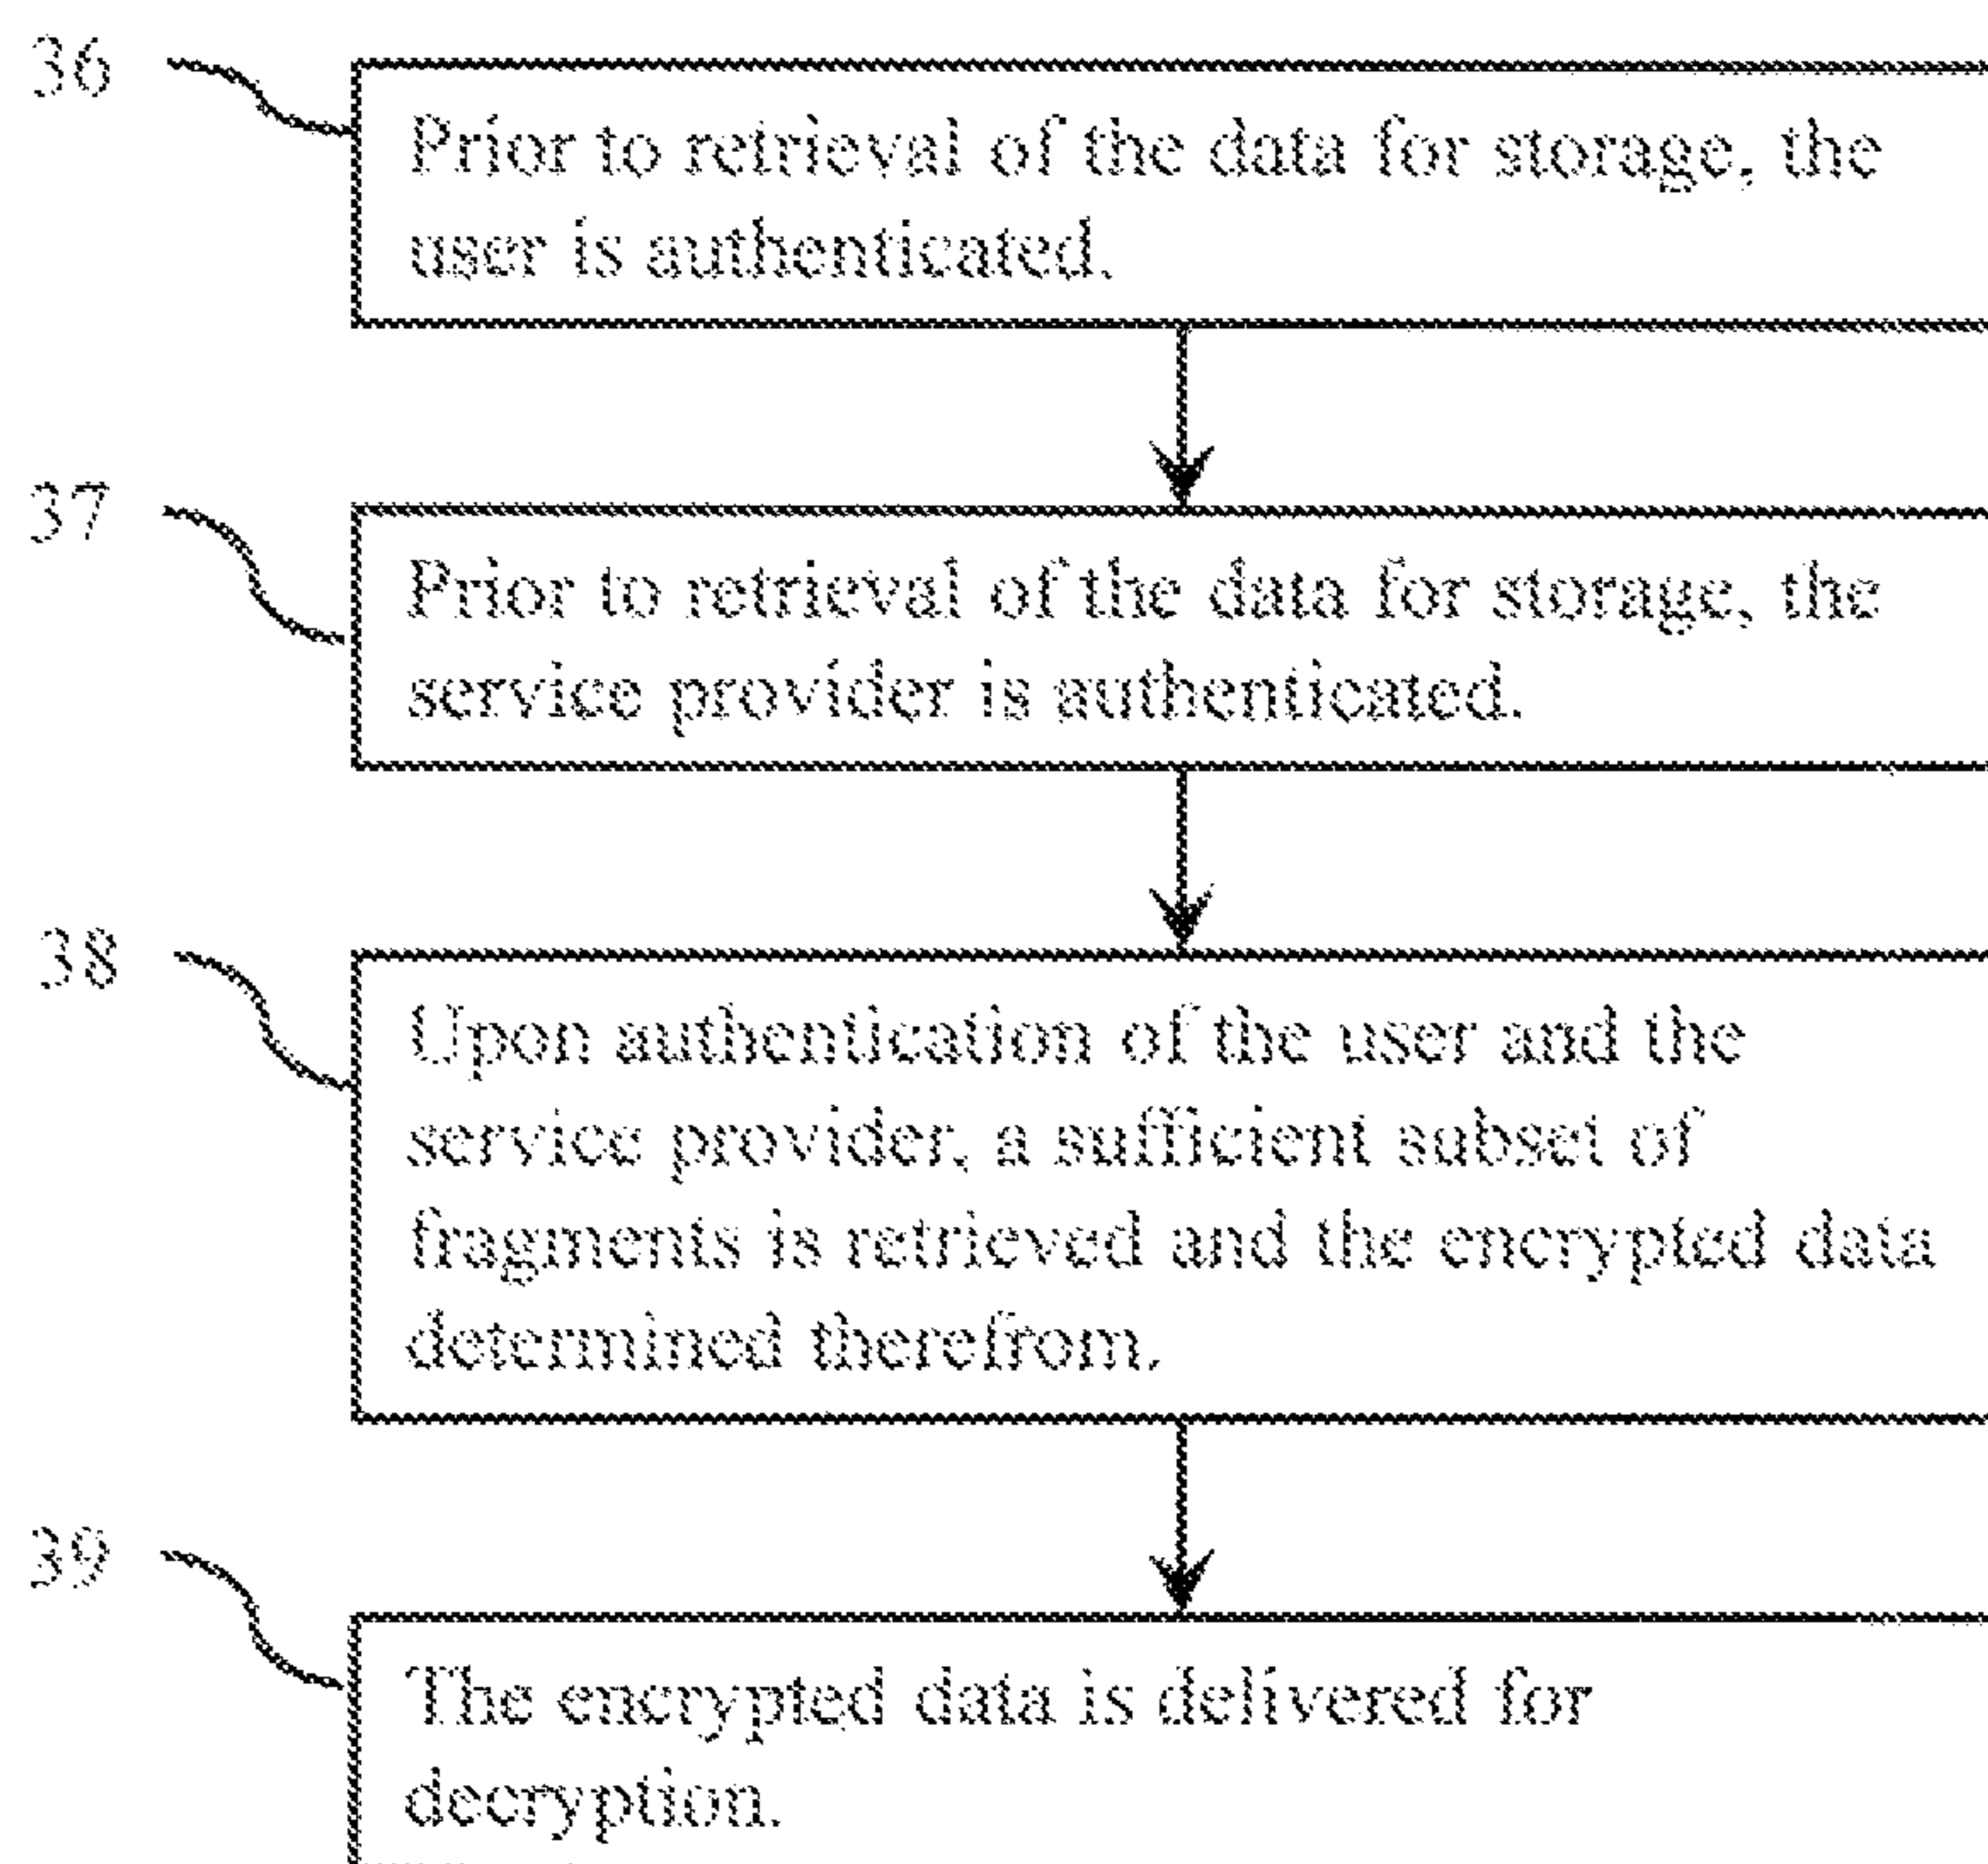 36
Prior to retrieval of the data for storage, the
user is authenticated.
37
Prior to retrieval of the data for storage, the
service provider is authenticated.
38
Upon authentication of the user and the
service provider, a sufficient subset of
fragments is retrieved and the encrypted data
determined therefrom.
39
The encrypted data is delivered for
decryption.